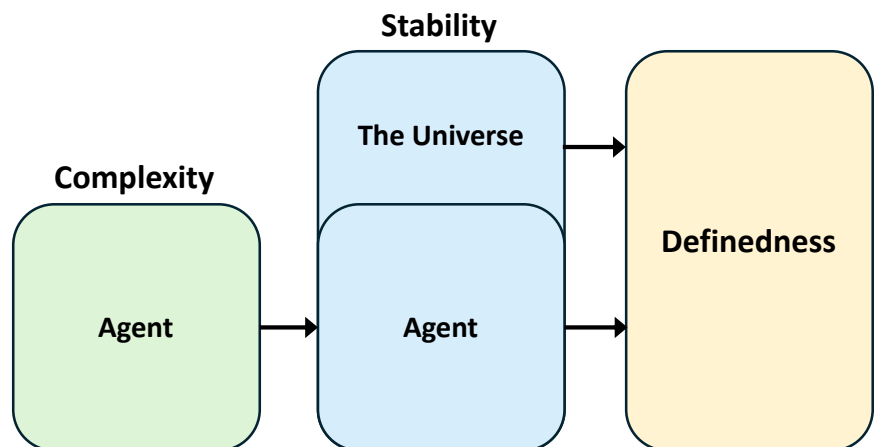 Stability
The Universe
Complexity
Definedness
Agent
Agent